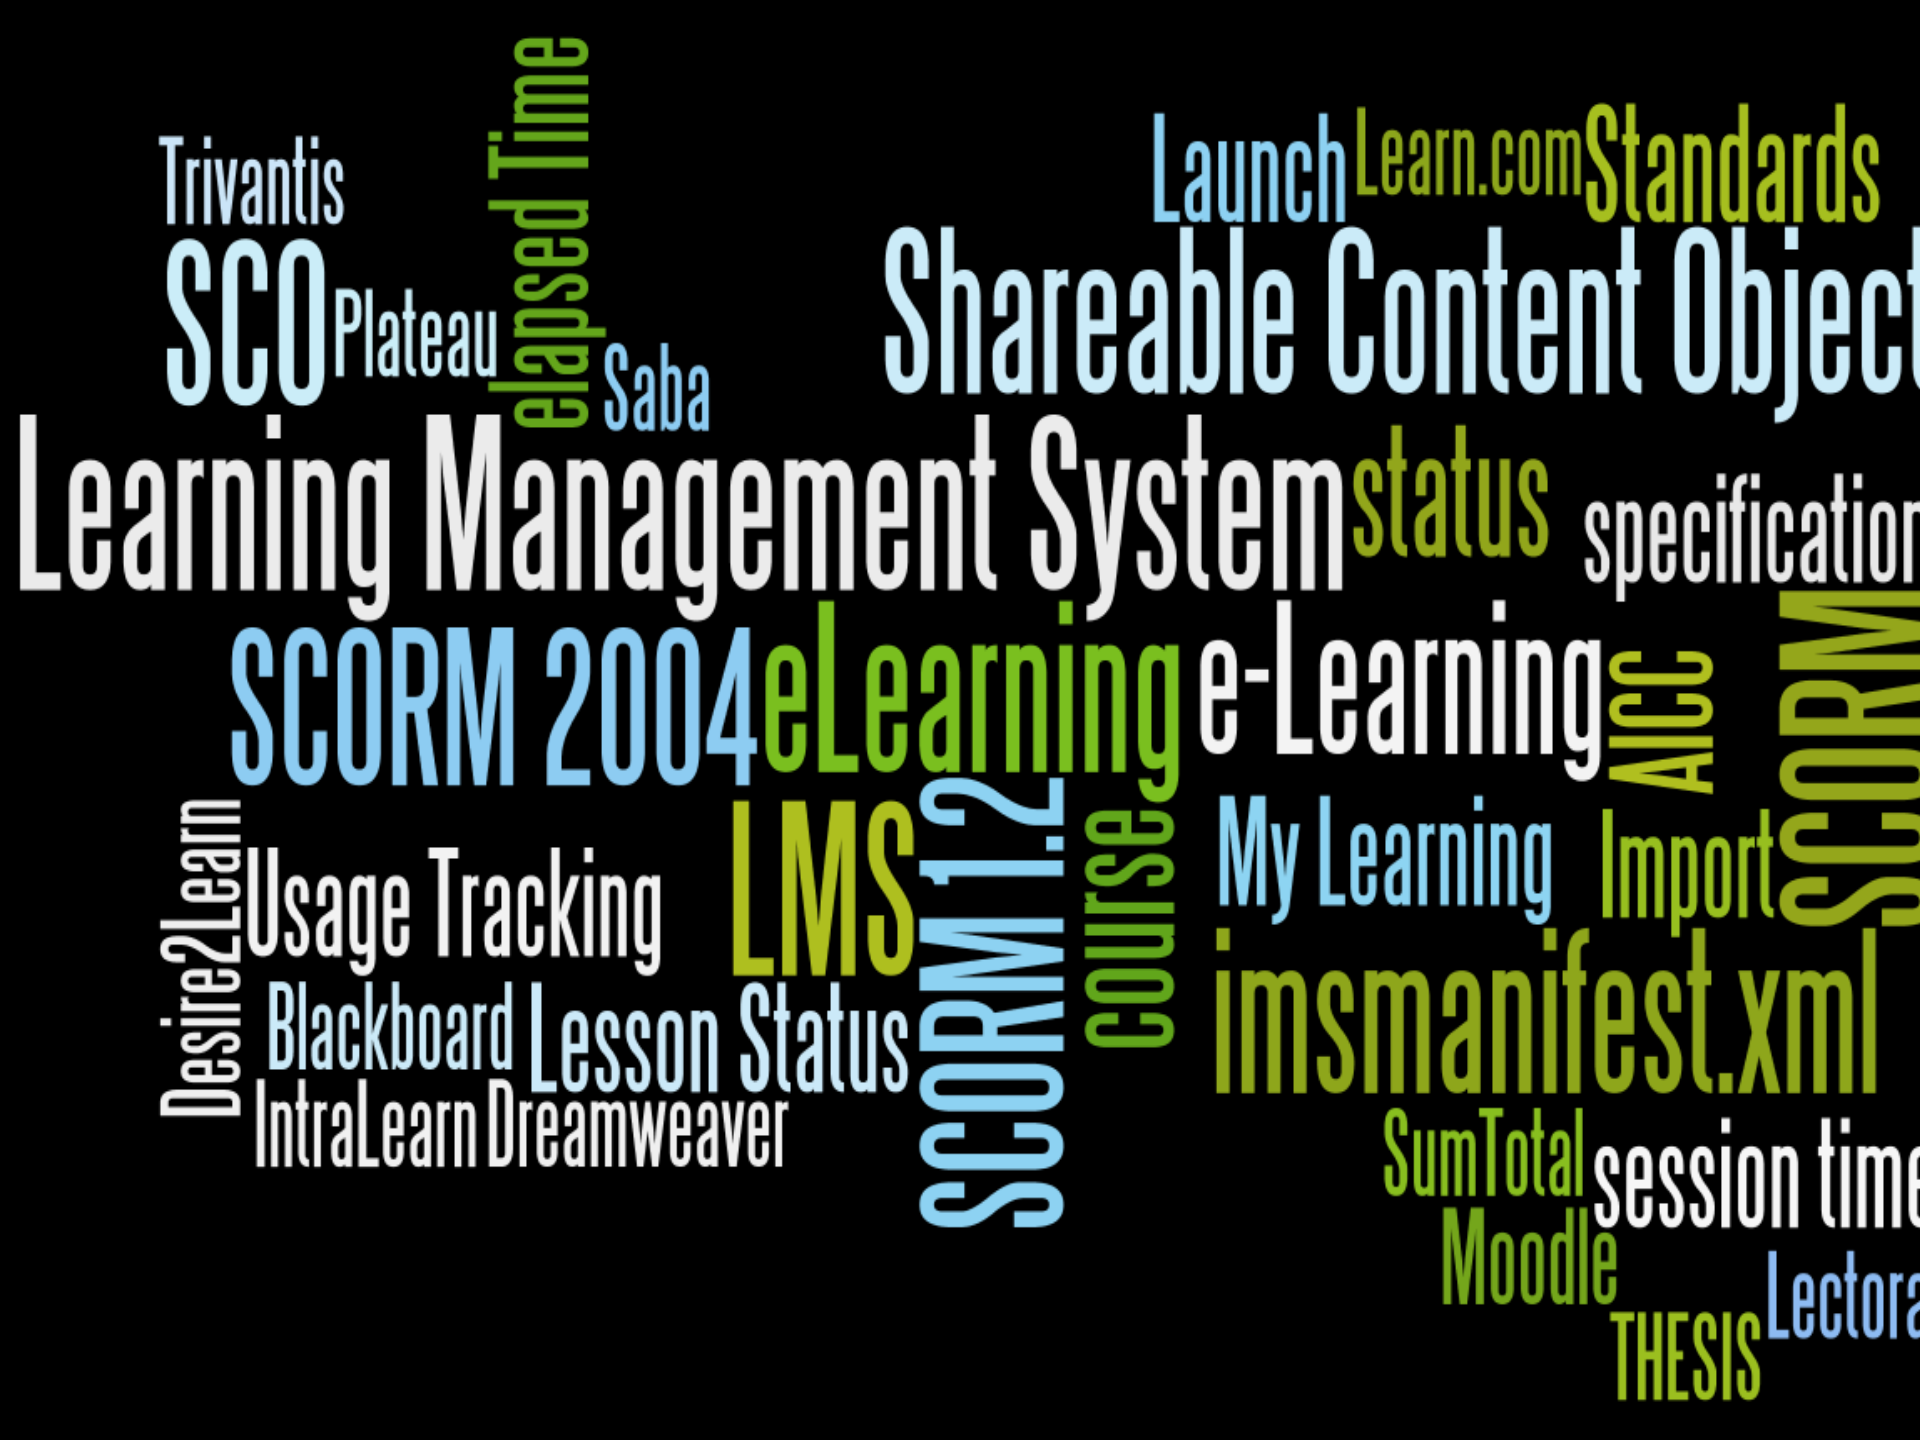 elapsed Time
Trivantis
Launch
Learn.com
Standards
SCO
Plateau
Saba
Shareable Content Object
Learning Management System
status
specification
SCORM 2004
eLearning
e-Learning
AICC
SCORM
Desire2Learn
Usage Tracking
LMS
SCORM 1.2
course
My Learning
Import
imsmanifest.xml
Blackboard
Lesson Status
IntraLearn
Dreamweaver
SumTotal
session time
Moodle
Lectora
THESIS